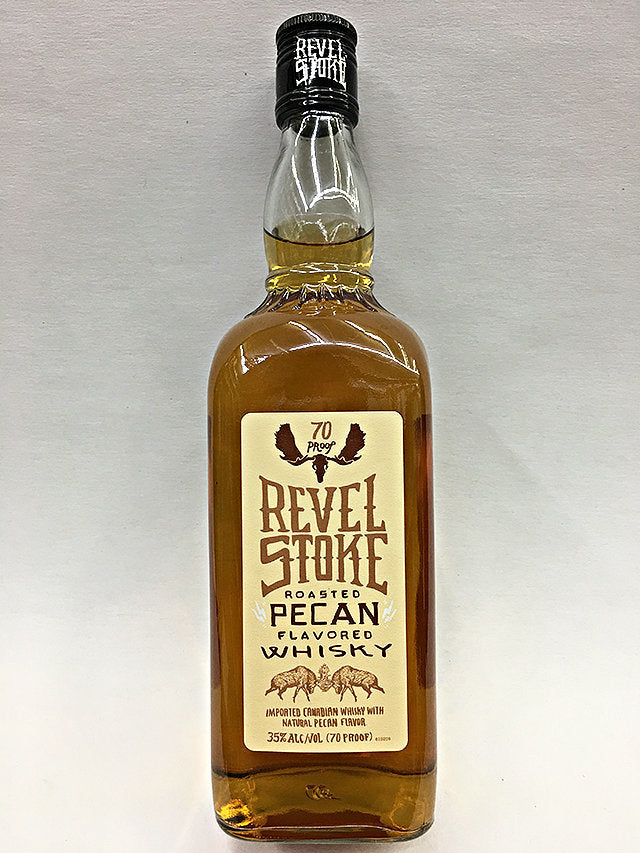 REVEL
STOKE
70
PROOF
REVEL
STOKE
ROASTED
PECAN
FLAVORED
WHISKY
IMPORTED CANADIAN WHISKY WITH
NATURAL PECAN FLAVOR
35% ALC/VOL (70 PROOF)